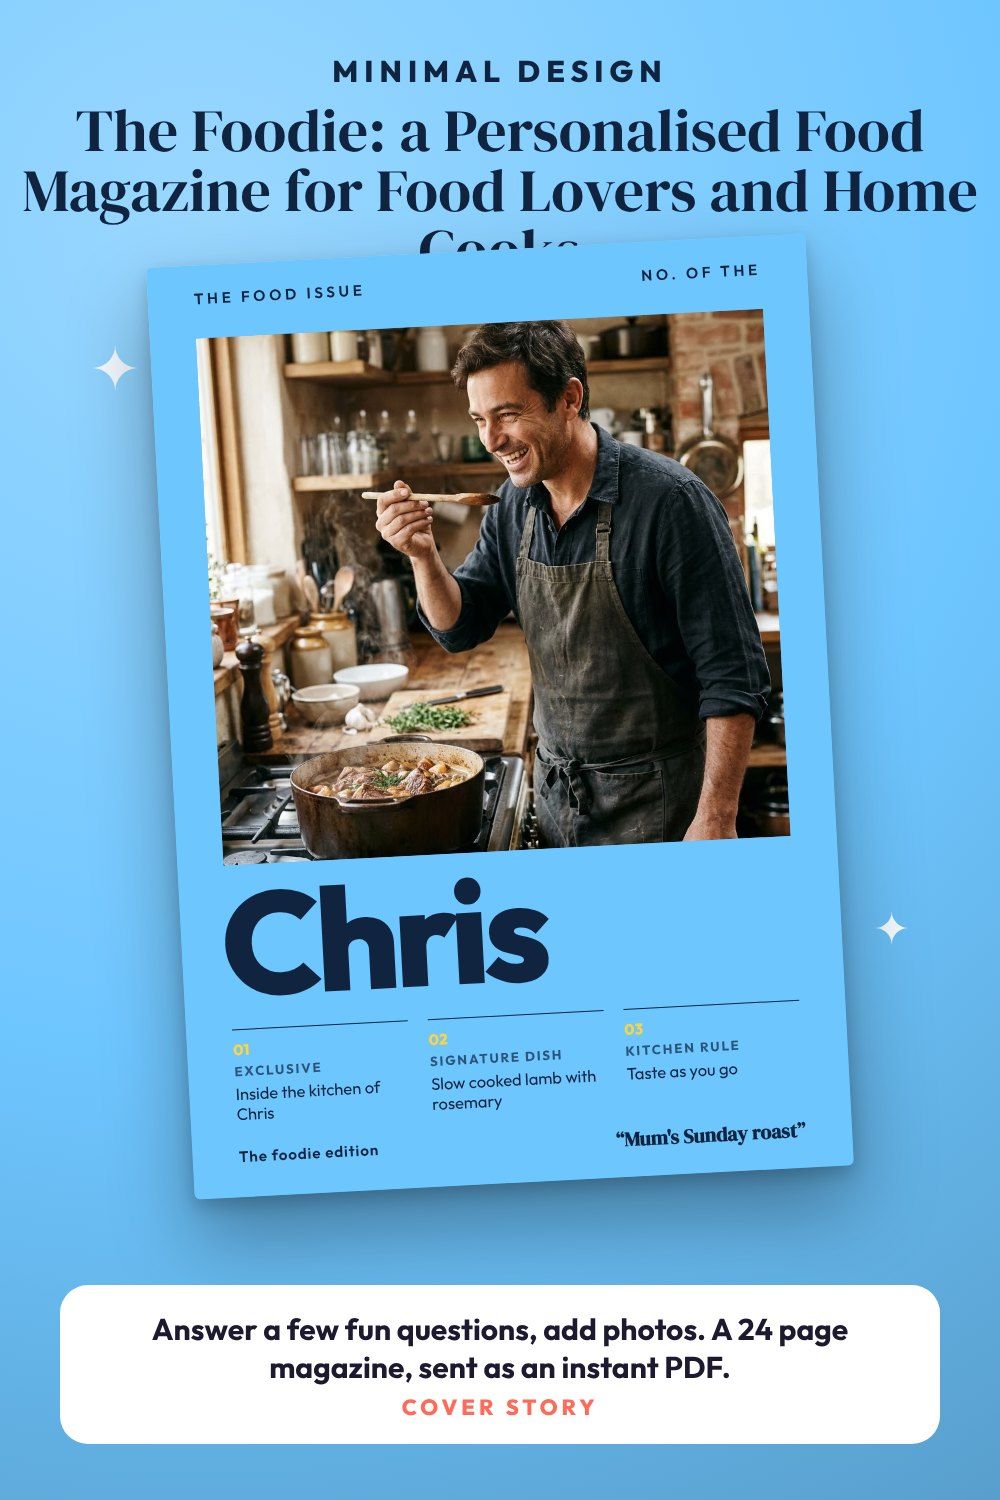 MINIMAL DESIGN
The Foodie: a Personalised Food
Magazine for Food Lovers and Home
THE FOOD ISSUE
NO. OF THE
Chris
01
EXCLUSIVE
Inside the kitchen of
Chris
02
SIGNATURE DISH
Slow cooked lamb with
rosemary
03
KITCHEN RULE
Taste as you go
The foodie edition
“Mum's Sunday roast”
Answer a few fun questions, add photos. A 24 page
magazine, sent as an instant PDF.
COVER STORY